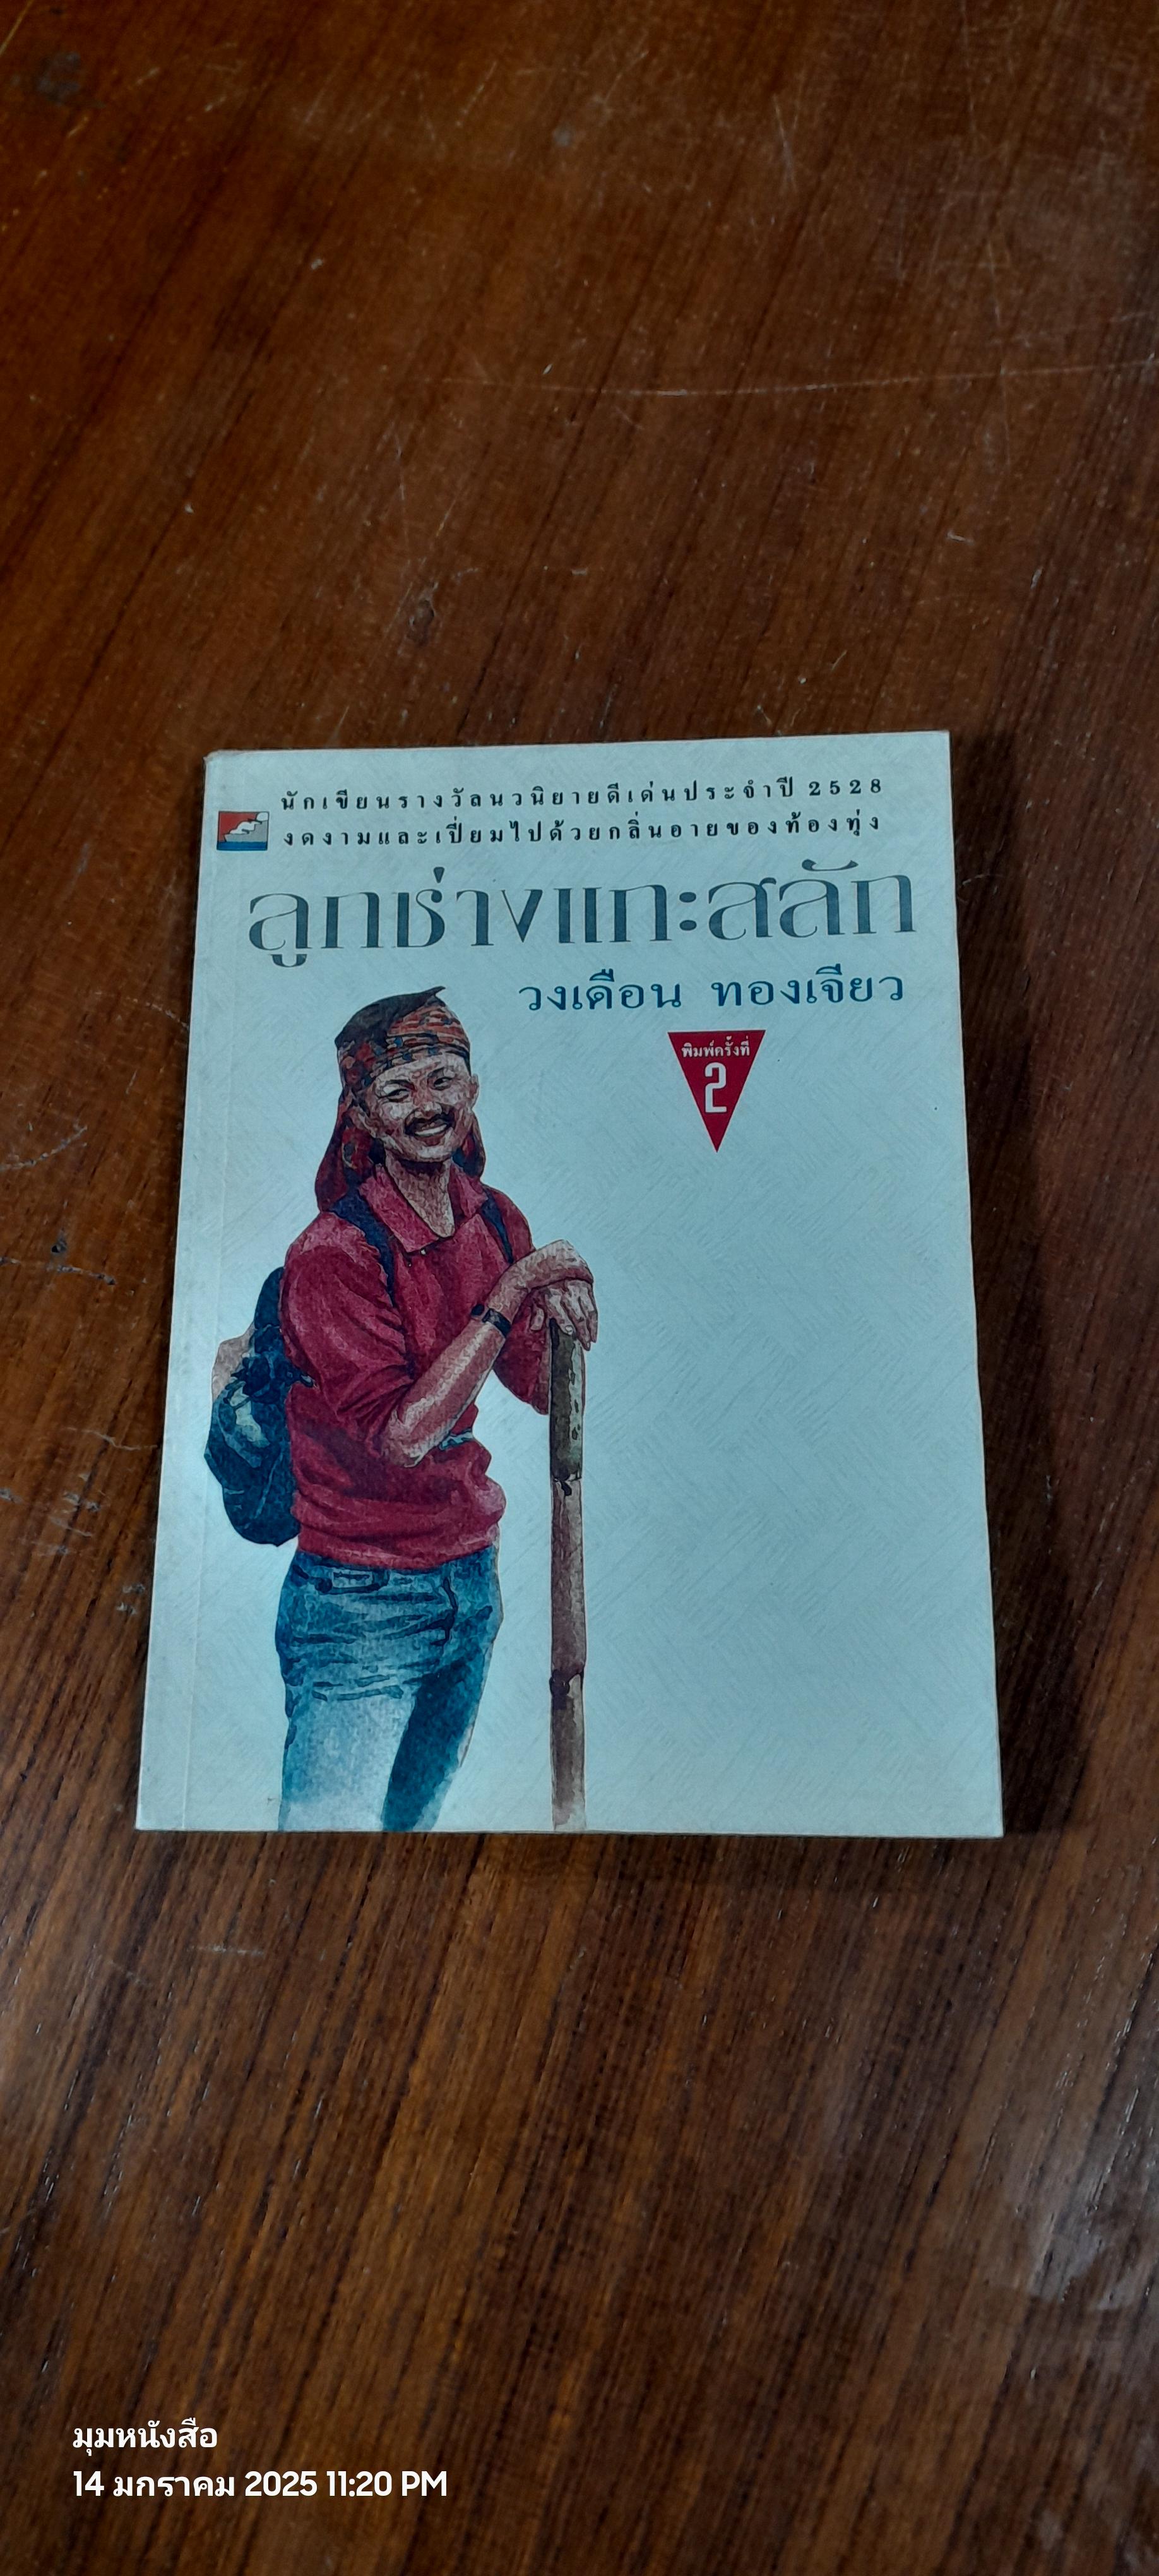 นักเขียนรางวัลนวนิยายดีเด่นประจำปี 2528
งดงามและเปี่ยมไปด้วยกลิ่นอายของท้องทุ่ง
ลูกช่างแกะสลัก
วงเดือน ทองเจียว
พิมพ์ครั้งที่
2
มุมหนังสือ
14 มกราคม 2025 11:20 PM